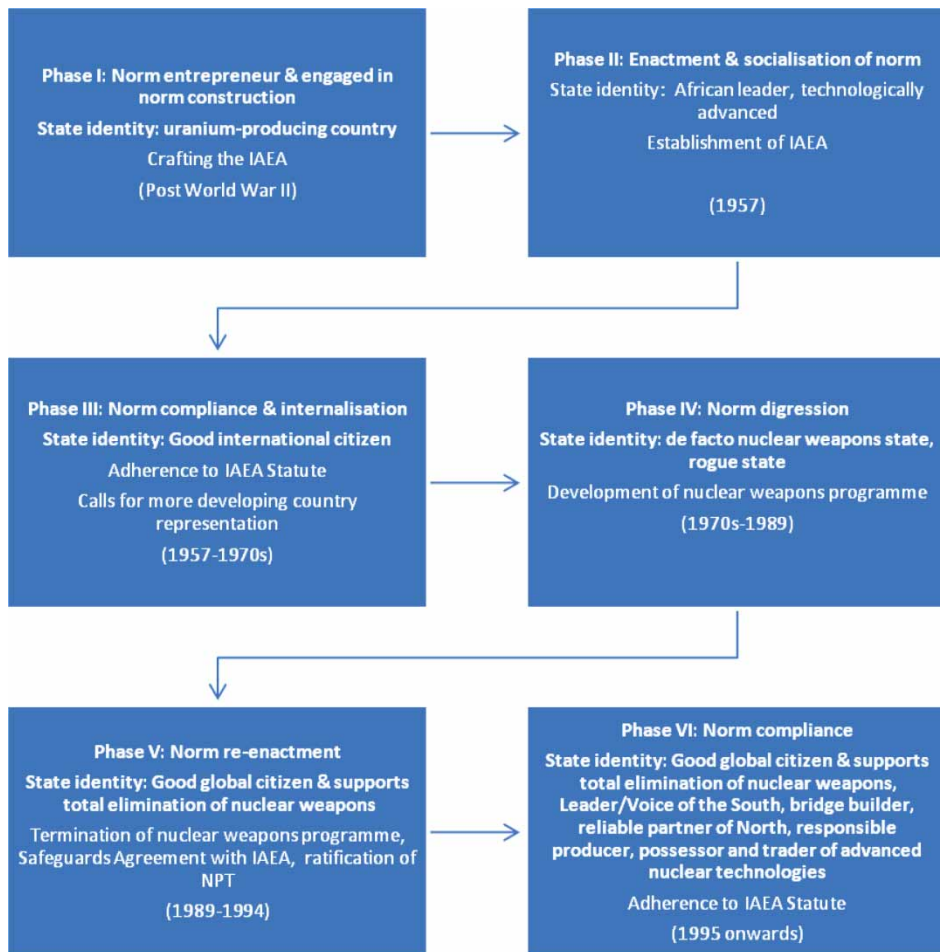 Phase I: Norm entrepreneur & engaged in
norm construction
State identity: uranium-producing country
Crafting the IAEA
(Post World War II)
Phase II: Enactment & socialisation of norm
State identity: African leader, technologically
advanced
Establishment of IAEA
(1957)
Phase III: Norm compliance & internalisation
State identity: Good international citizen
Adherence to IAEA Statute
Calls for more developing country
representation
(1957-1970s)
Phase IV: Norm digression
State identity: de facto nuclear weapons state,
rogue state
Development of nuclear weapons programme
(1970s-1989)
Phase V: Norm re-enactment
State identity: Good global citizen & supports
total elimination of nuclear weapons
Termination of nuclear weapons programme,
Safeguards Agreement with IAEA, ratification of
NPT
(1989-1994)
Phase VI: Norm compliance
State identity: Good global citizen & supports
total elimination of nuclear weapons,
Leader/Voice of the South, bridge builder,
reliable partner of North, responsible
producer, possessor and trader of advanced
nuclear technologies
Adherence to IAEA Statute
(1995 onwards)